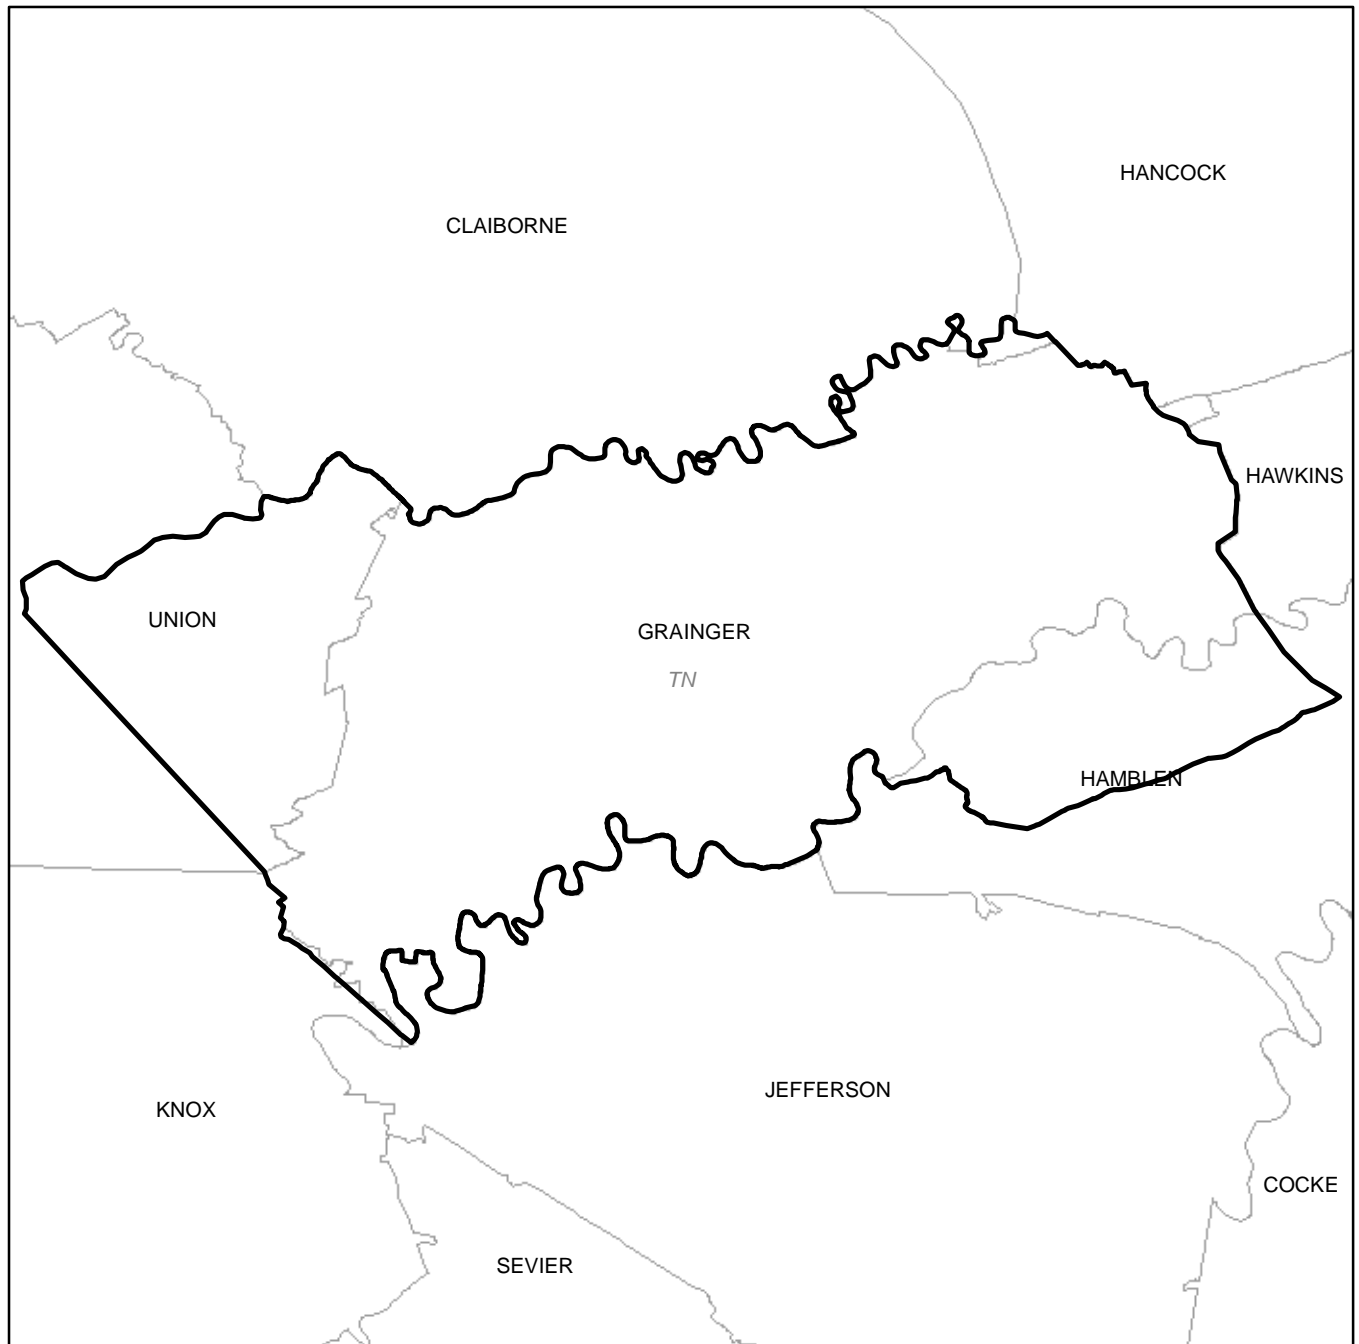 HANCOCK
CLAIBORNE
HAWKINS
UNION
GRAINGER
TN
HAMBLEN
JEFFERSON
KNOX
COCKE
SEVIER